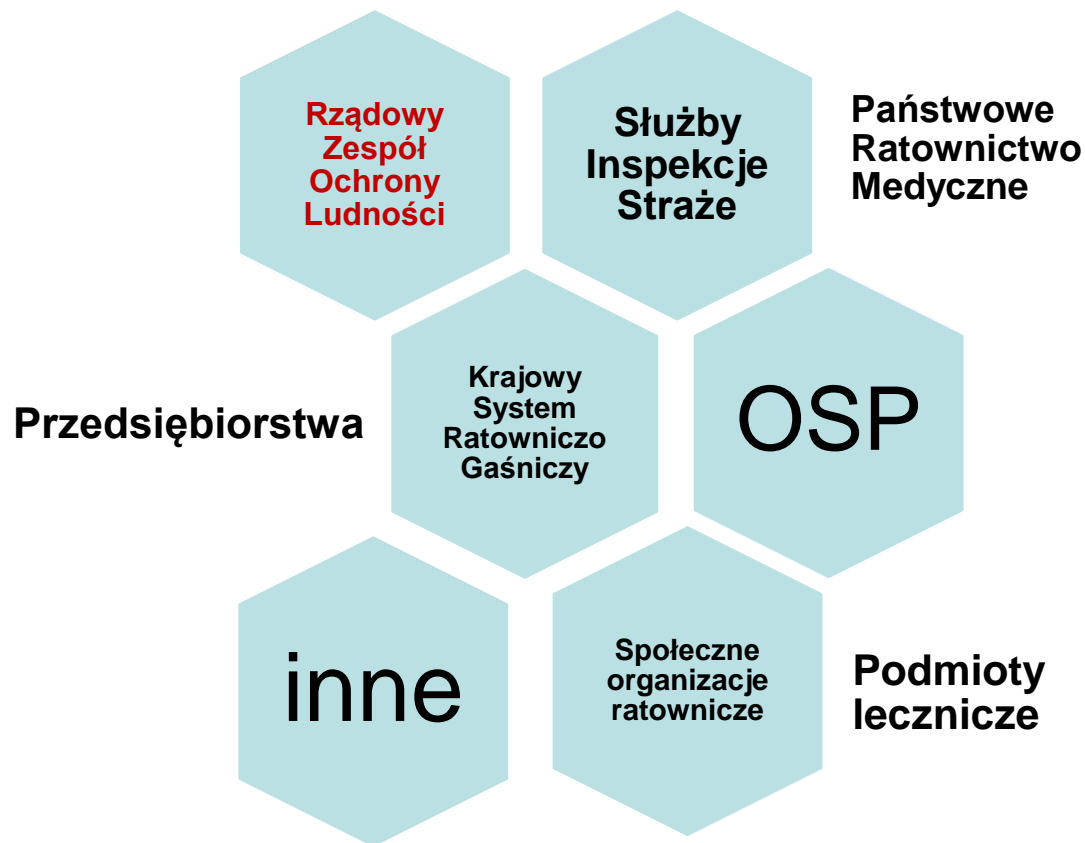 Rządowy
Zespół
Ochrony
Ludności
Służby
Inspekcje
Straże
Państwowe
Ratownictwo
Medyczne
Przedsiębiorstwa
Krajowy
System
Ratowniczo
Gaśniczy
OSP
inne
Społeczne
organizacje
ratownicze
Podmioty
lecznicze